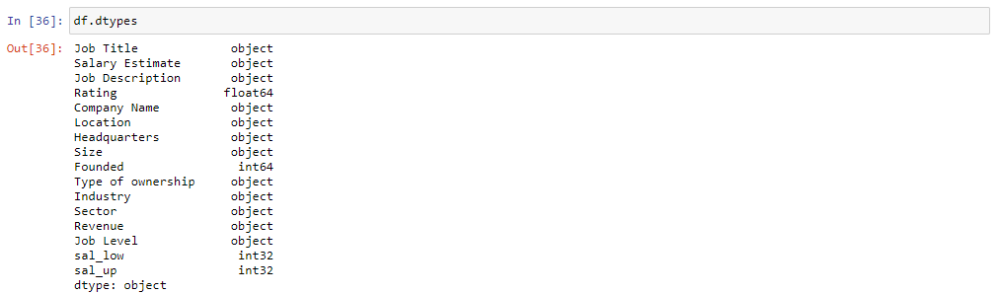 In [36]: df.dtypes
Out[36]: Job Title object
Salary Estimate object
Job Description object
Rating float64
Company Name object
Location object
Headquarters object
Size object
Founded int64
Type of ownership object
Industry object
Sector object
Revenue object
Job Level object
sal_low int32
sal_up int32
dtype: object